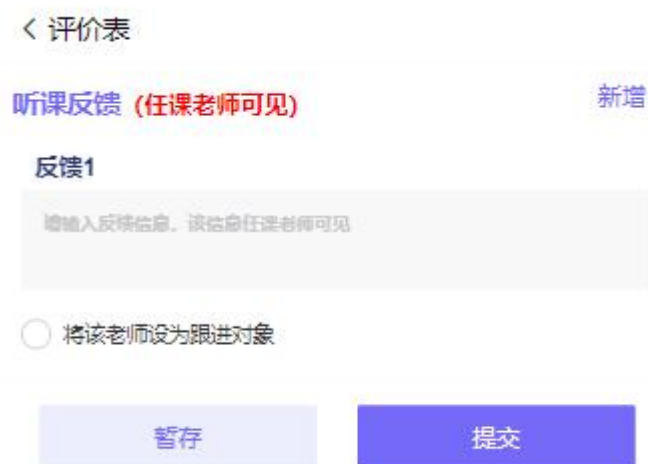 评价表
听课反馈 (任课老师可见)
新增
反馈1
请输入反馈信息，该信息任课老师可见
将该老师设为跟进对象
暂存
提交